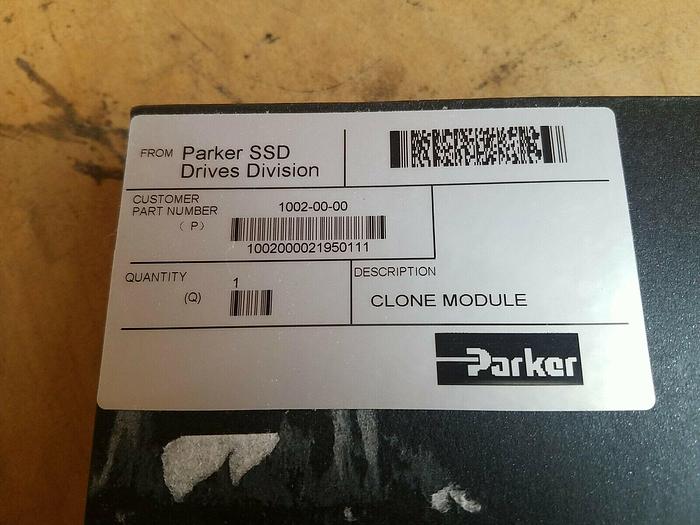 FROM Parker SSD
Drives Division
CUSTOMER
PART NUMBER
(P)
1002-00-00
1002000021950111
QUANTITY
(Q)
1
DESCRIPTION
CLONE MODULE
Parker